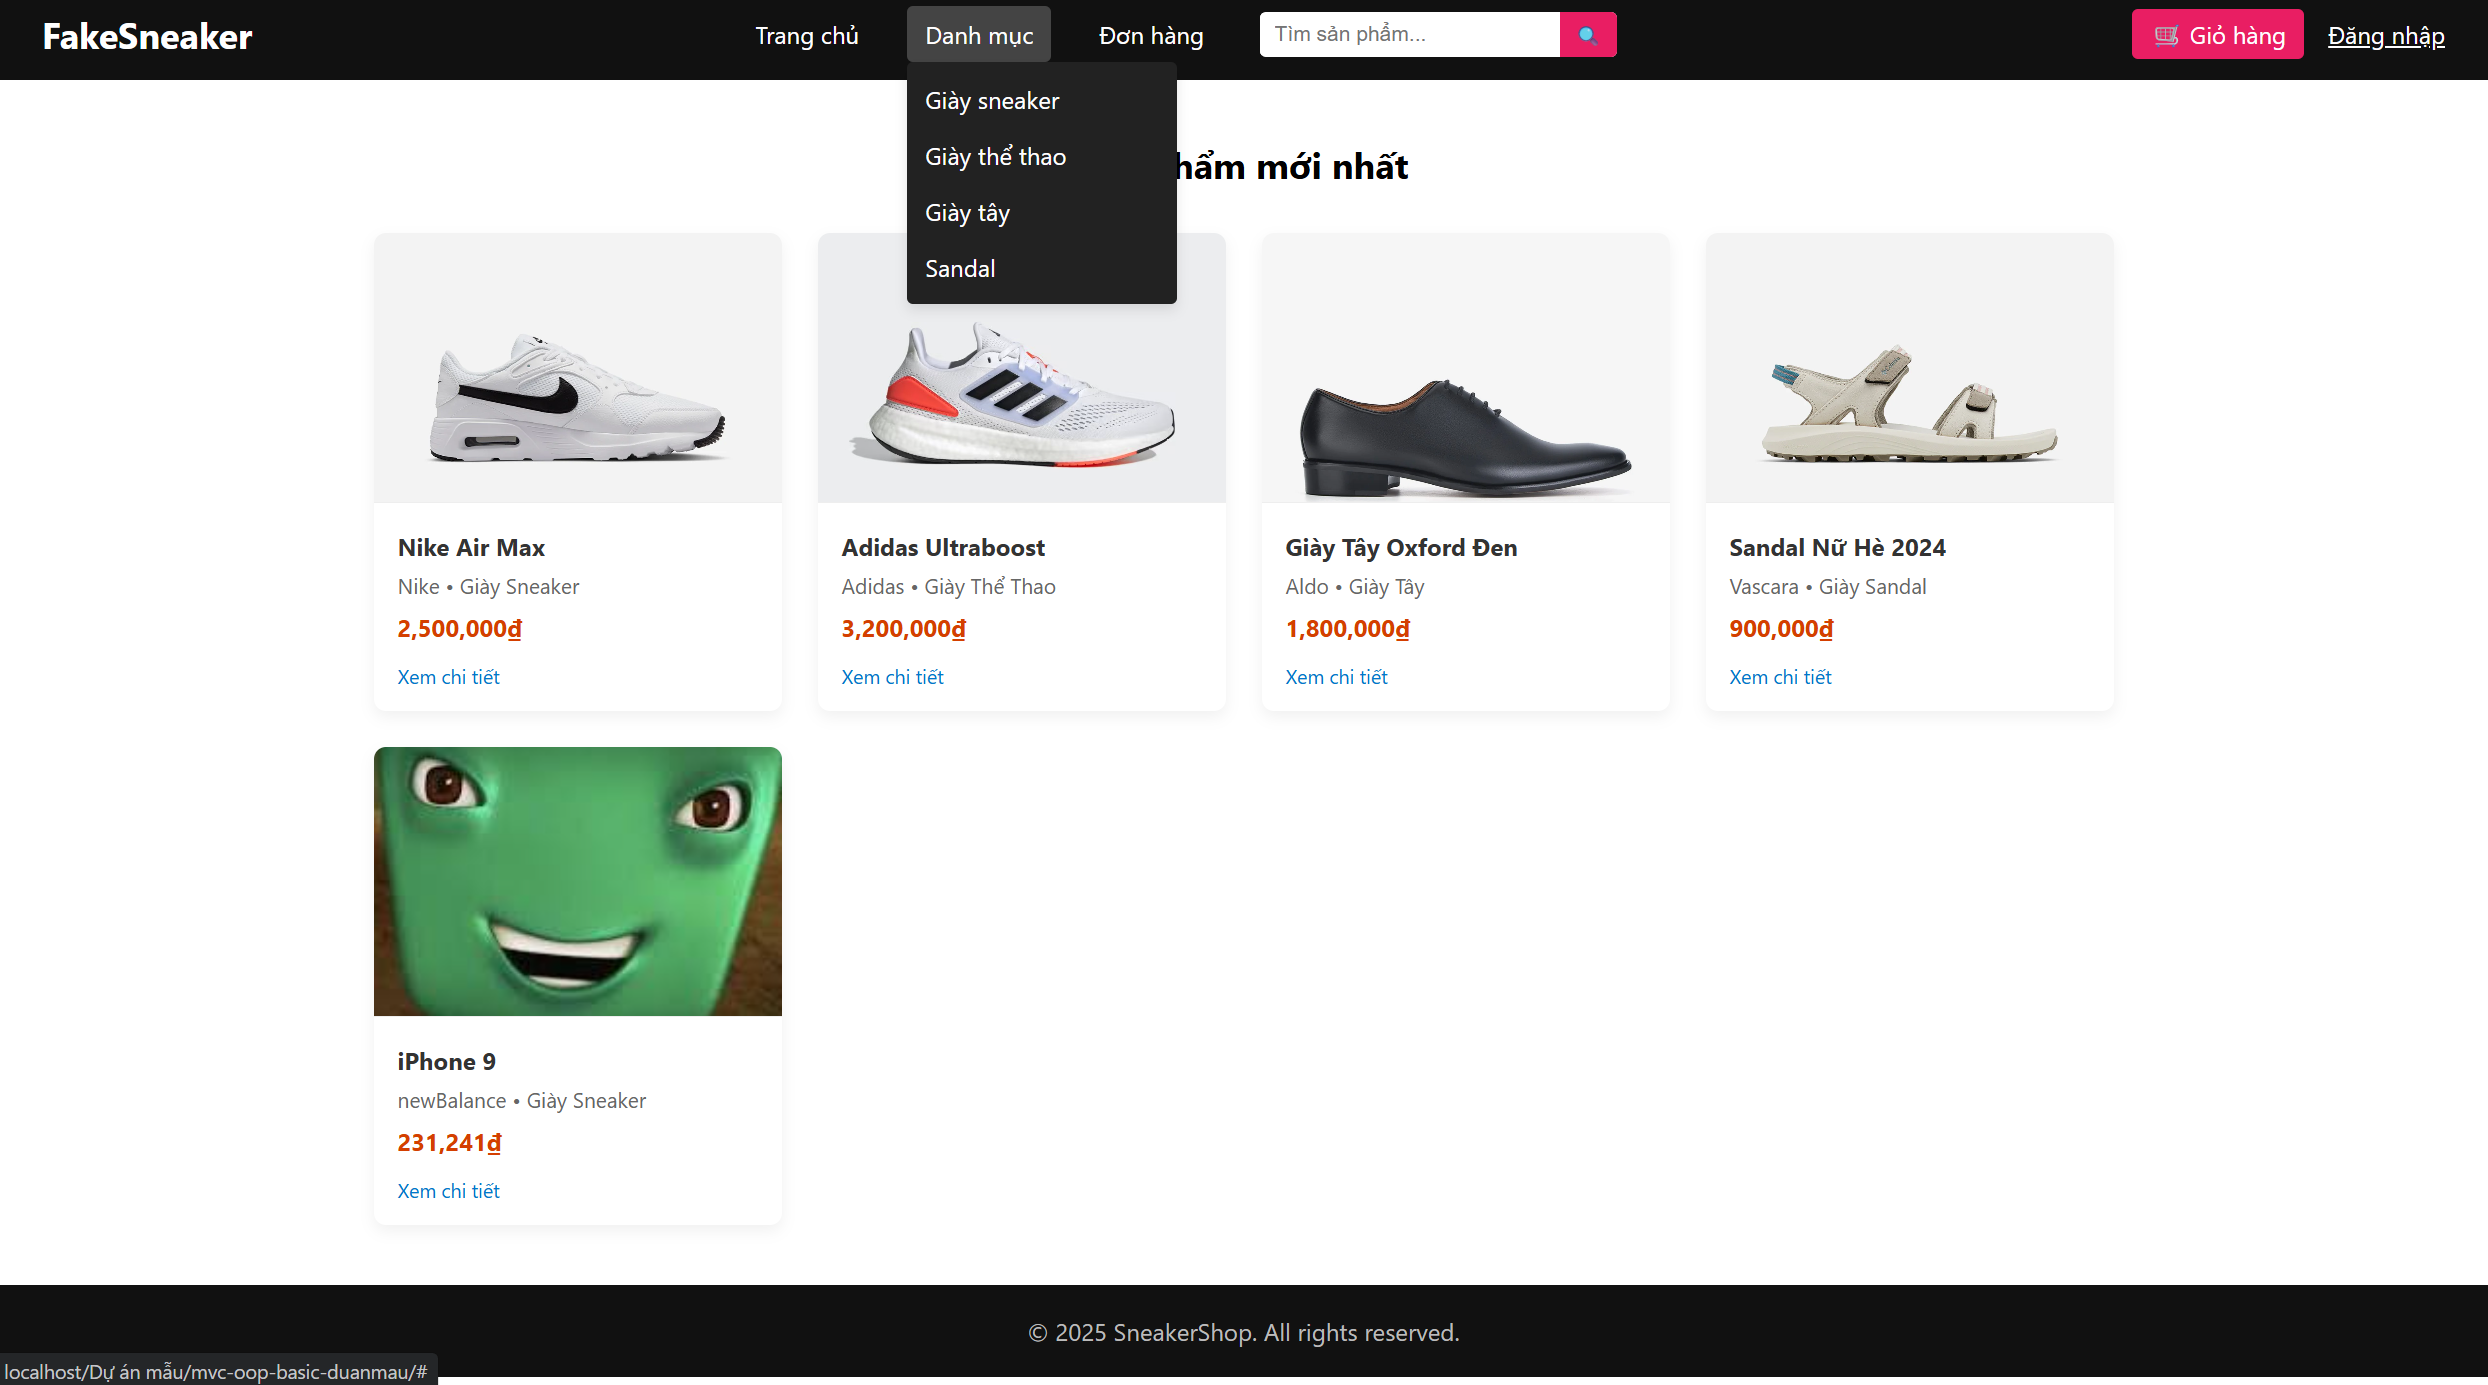 FakeSneaker
Trang chủ
Danh mục
Đơn hàng
Tìm sản phẩm...
Giỏ hàng
Đăng nhập
Giày sneaker
Giày thể thao
Giày tây
Sandal
hẩm mới nhất
Nike Air Max
Nike • Giày Sneaker
2,500,000₫
Xem chi tiết
Adidas Ultraboost
Adidas • Giày Thể Thao
3,200,000₫
Xem chi tiết
Giày Tây Oxford Đen
Aldo • Giày Tây
1,800,000₫
Xem chi tiết
Sandal Nữ Hè 2024
Vascara • Giày Sandal
900,000₫
Xem chi tiết
iPhone 9
newBalance • Giày Sneaker
231,241₫
Xem chi tiết
© 2025 SneakerShop. All rights reserved.
localhost/Dự án mẫu/mvc-oop-basic-duanmau/#